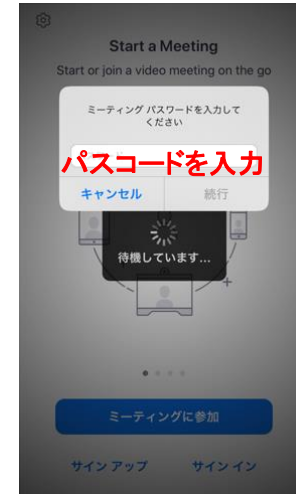 Start a Meeting
Start or join a video meeting on the go
ミーティング パスワードを入力して
ください
パスコードを入力
キャンセル
続行
待機しています...
ミーティングに参加
サイン アップ
サイン イン